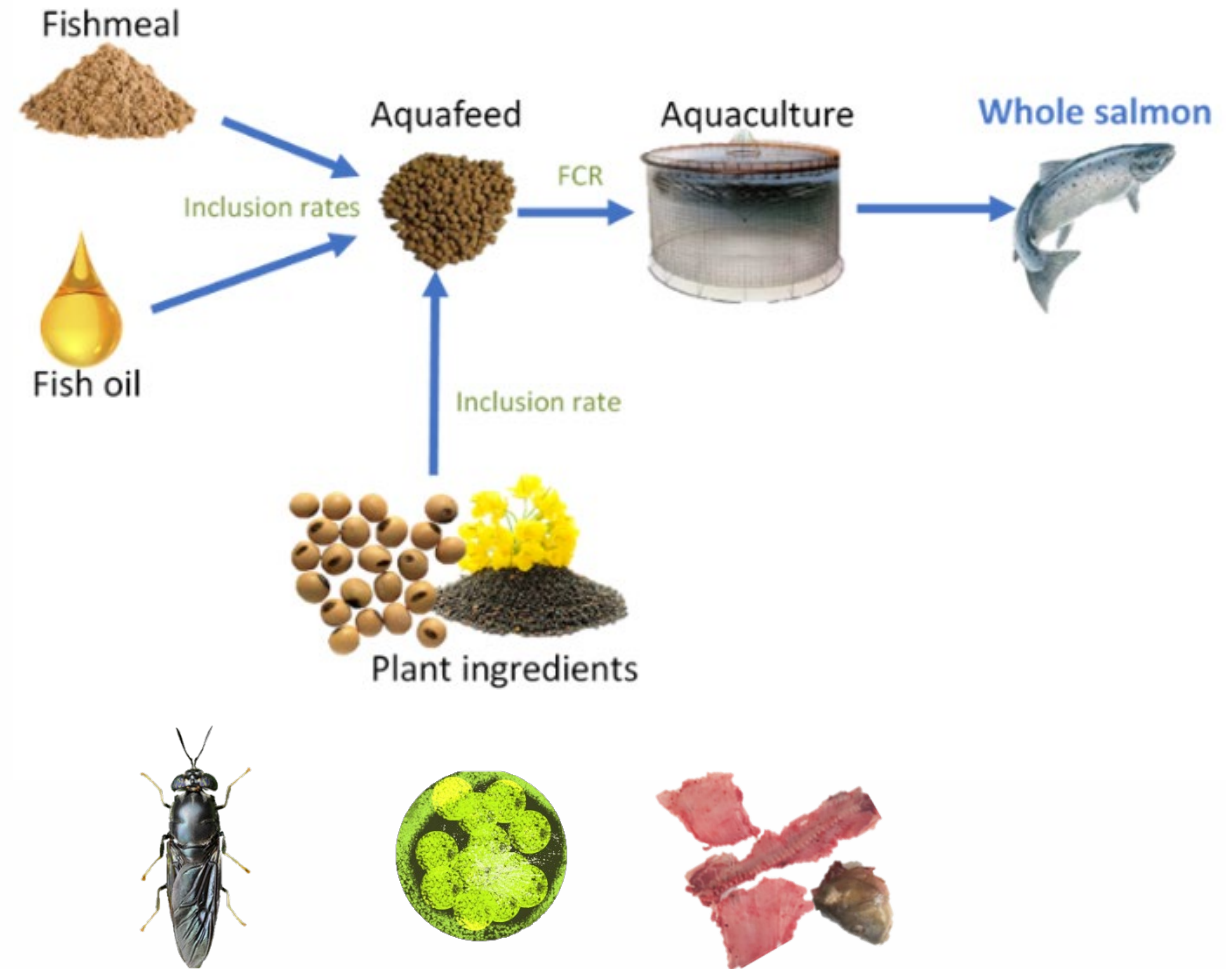 Fishmeal
Aquafeed
Aquaculture
Whole salmon
FCR
Inclusion rates
Fish oil
Inclusion rate
Plant ingredients